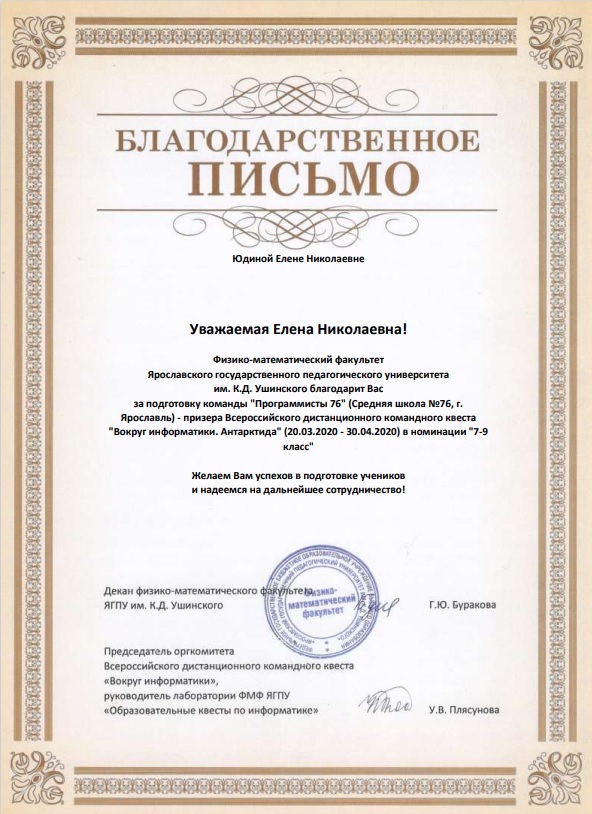 БЛАГОДАРСТВЕННОЕ
ПИСЬМО
Юдиной Елене Николаевне
Уважаемая Елена Николаевна!
Физико-математический факультет
Ярославского государственного педагогического университета
им. К.Д. Ушинского благодарит Вас
за подготовку команды "Программисты 76" (Средняя школа №76, г.
Ярославль) - призера Всероссийского дистанционного командного квеста
"Вокруг информатики. Антарктида" (20.03.2020 - 30.04.2020) в номинации "7-9
класс"
Желаем Вам успехов в подготовке учеников
и надеемся на дальнейшее сотрудничество!
Декан физико-математического факультета
ЯГПУ им. К.Д. Ушинского
Г.Ю. Буракова
Физико-
математический
факультет
Председатель оргкомитета
Всероссийского дистанционного командного квеста
«Вокруг информатики»,
руководитель лаборатории ФМФ ЯГПУ
«Образовательные квесты по информатике»
У.В. Плясунова